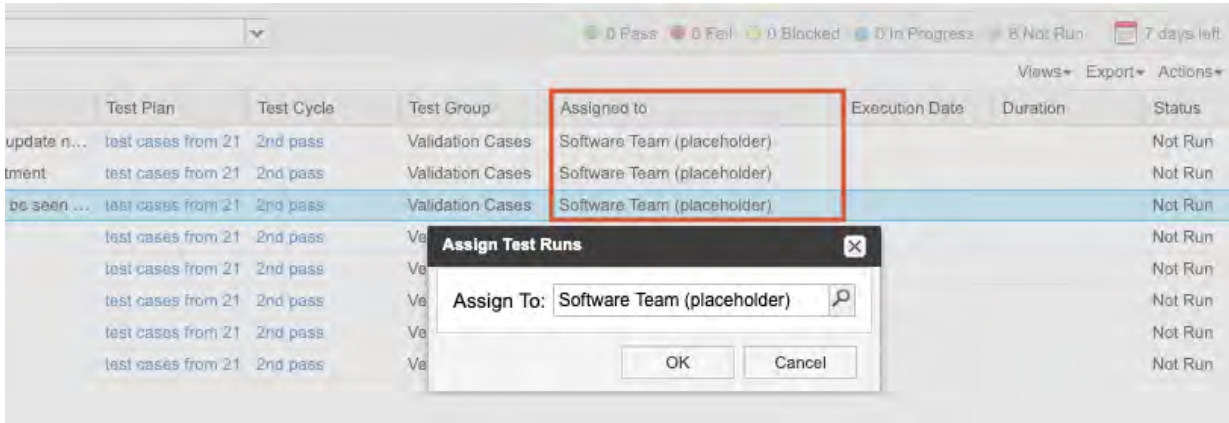 0 Pass 0 Fail 0 Blocked 0 In Progress 8 Not Run 7 days left
Views Export Actions
Test Plan Test Cycle Test Group Assigned to Execution Date Duration Status
update n... test cases from 21 2nd pass Validation Cases Software Team (placeholder) Not Run
tment test cases from 21 2nd pass Validation Cases Software Team (placeholder) Not Run
be seen ... test cases from 21 2nd pass Validation Cases Software Team (placeholder) Not Run
test cases from 21 2nd pass Ve Not Run
test cases from 21 2nd pass Ve Not Run
test cases from 21 2nd pass Ve Not Run
test cases from 21 2nd pass Ve Not Run
test cases from 21 2nd pass Ve Not Run
Assign Test Runs
Assign To: Software Team (placeholder)
OK Cancel